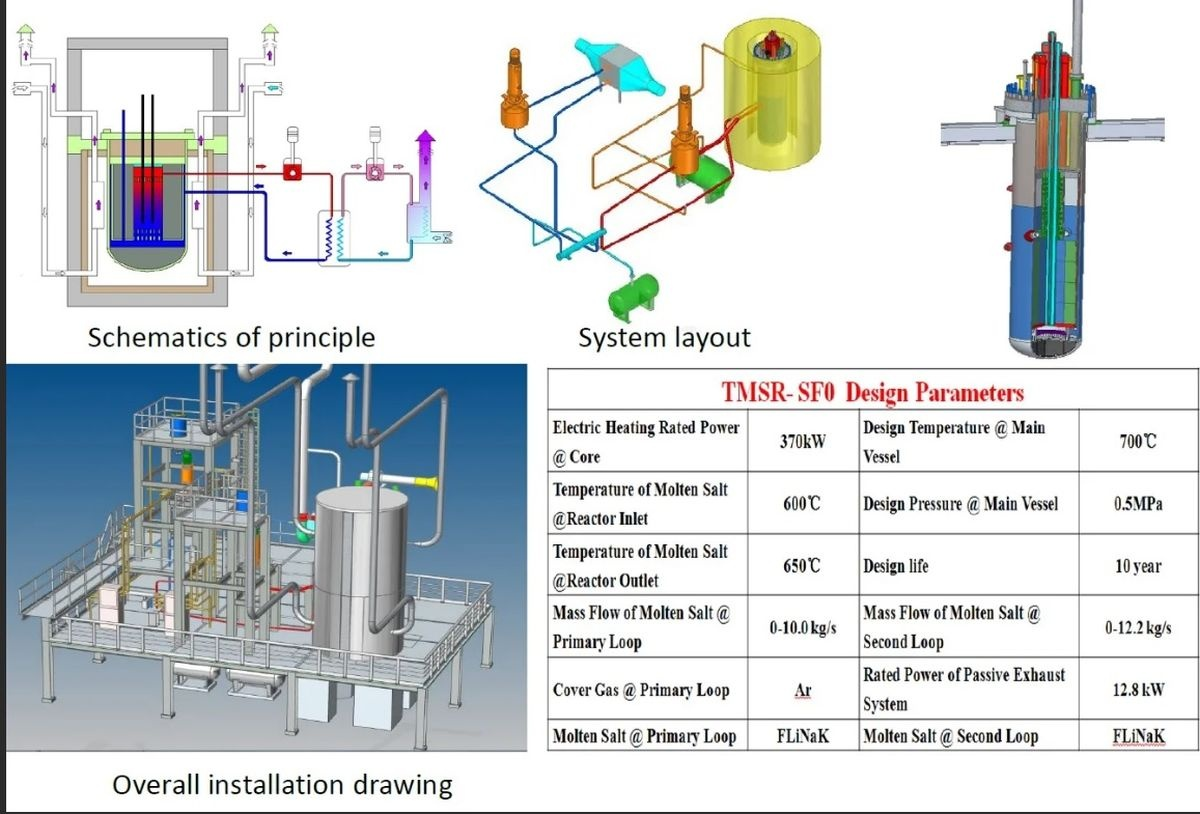 Schematics of principle
System layout
TMSR- SF0 Design Parameters
Electric Heating Rated Power
@ Core
370kW
Design Temperature @ Main
Vessel
700℃
Temperature of Molten Salt
@Reactor Inlet
600℃
Design Pressure @ Main Vessel
0.5MPa
Temperature of Molten Salt
@Reactor Outlet
650℃
Design life
10 year
Mass Flow of Molten Salt @
Primary Loop
0-10.0 kg/s
Mass Flow of Molten Salt @
Second Loop
0-12.2 kg/s
Cover Gas @ Primary Loop
Ar
Rated Power of Passive Exhaust
System
12.8 kW
Molten Salt @ Primary Loop
FLiNaK
Molten Salt @ Second Loop
FLiNaK
Overall installation drawing